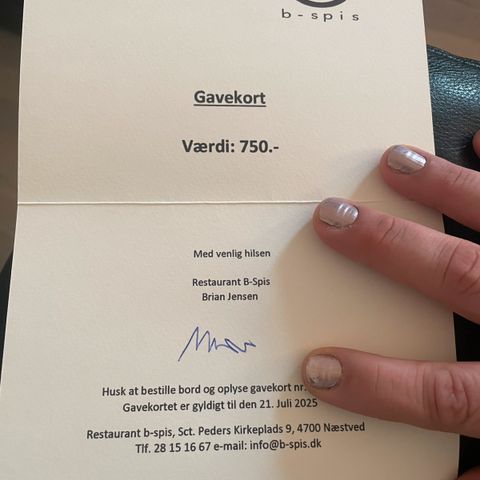 b-spis
Gavekort
Værdi: 750.-
Med venlig hilsen
Restaurant B-Spis
Brian Jensen
Husk at bestille bord og oplyse gavekort nr.
Gavekortet er gyldigt til den 21. Juli 2025
Restaurant b-spis, Sct. Peders Kirkeplads 9, 4700 Næstved
Tlf. 28 15 16 67 e-mail: info@b-spis.dk